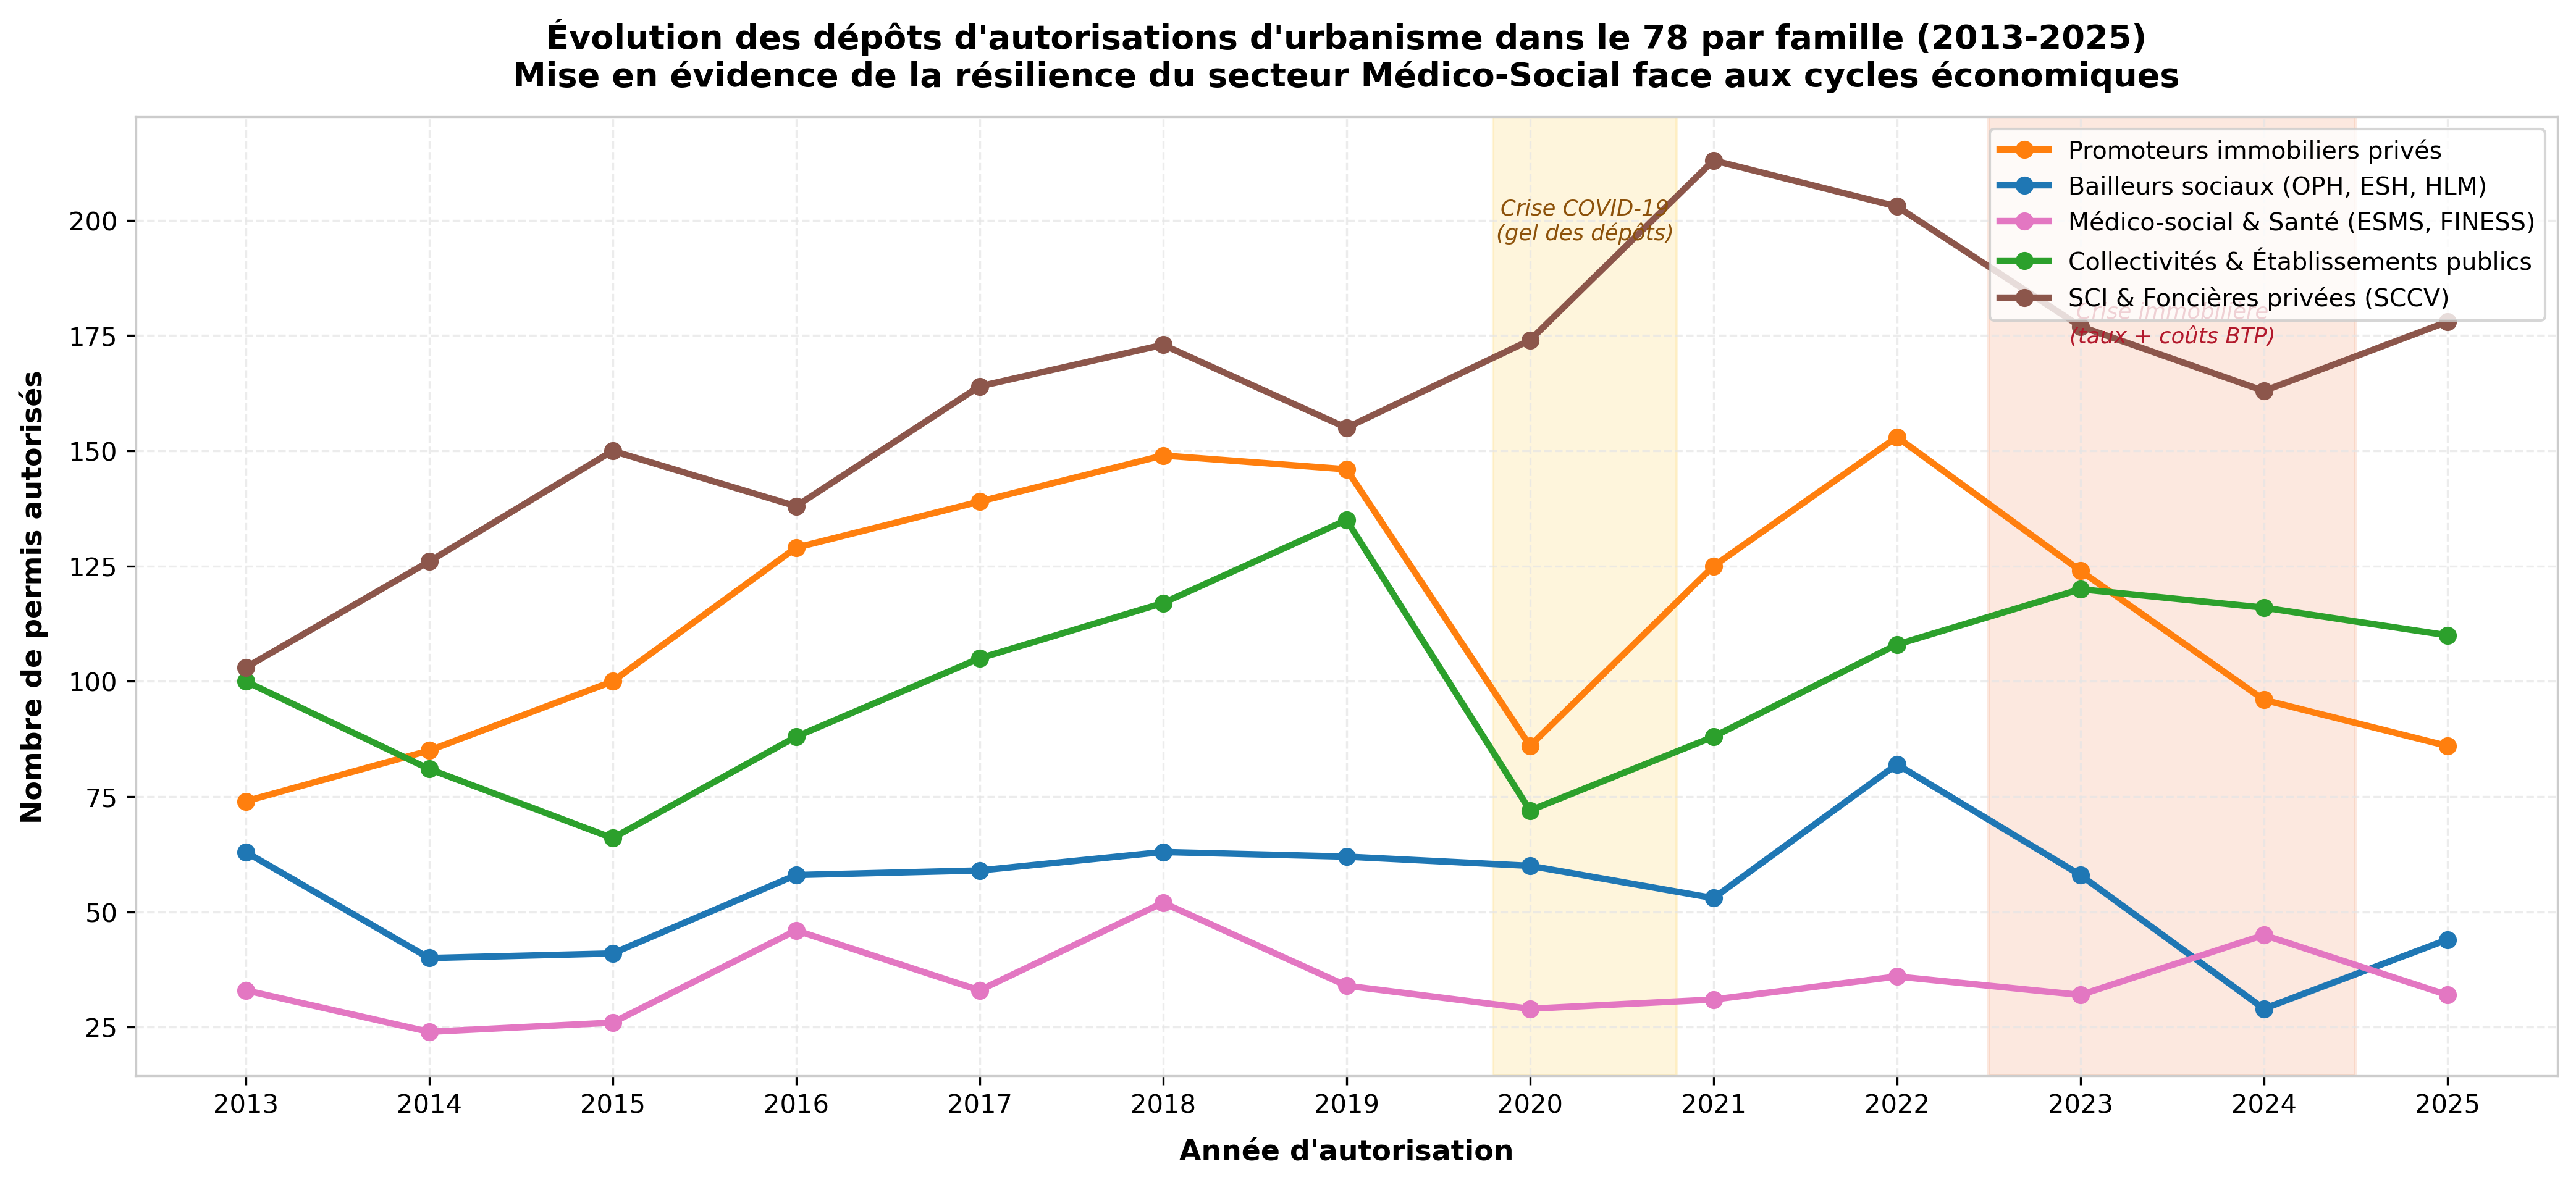 Évolution des dépôts d'autorisations d'urbanisme dans le 78 par famille (2013-2025)
Mise en évidence de la résilience du secteur Médico-Social face aux cycles économiques
Nombre de permis autorisés
200
175
150
125
100
75
50
25
Crise COVID-19
(gel des dépôts)
Promoteurs immobiliers privés
Bailleurs sociaux (OPH, ESH, HLM)
Médico-social & Santé (ESMS, FINESS)
Collectivités & Établissements publics
SCI & Foncières privées (SCCV)
Crise immobilière
(taux + coûts BTP)
2013 2014 2015 2016 2017 2018 2019 2020 2021 2022 2023 2024 2025
Année d'autorisation